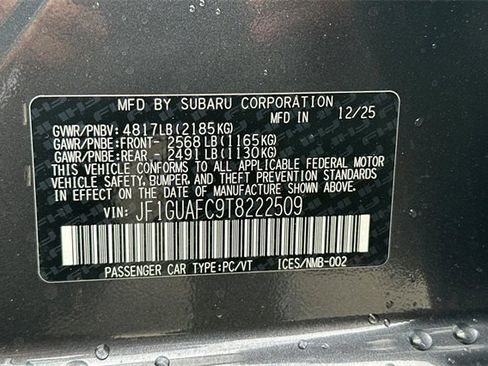 MFD BY SUBARU CORPORATION
MFD IN 12/25
GVWR/PNBV: 4817LB(2185KG)
GAWR/PNBE:FRONT- 2568LB(1165KG)
GAWR/PNBE:REAR - 2491LB(1130KG)
THIS VEHICLE CONFORMS TO ALL APPLICABLE FEDERAL MOTOR
VEHICLE SAFETY, BUMPER, AND THEFT PREVENTION STANDARDS
IN EFFECT ON THE DATE OF MANUFACTURE SHOWN ABOVE.
VIN: JF1GUAFC9T8222509
PASSENGER CAR TYPE:PC/VT ICES/NMB-002